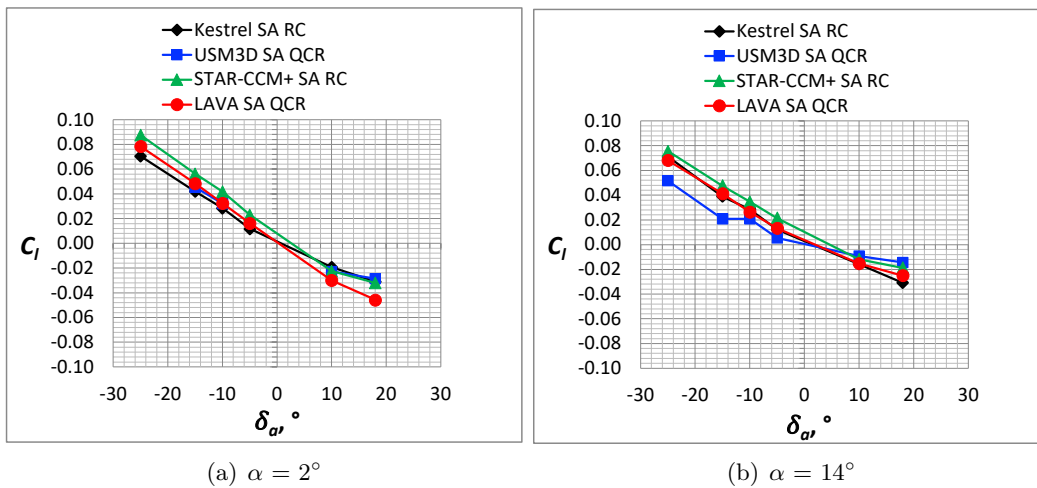 Kestrel SA RC
USM3D SA QCR
STAR-CCM+ SA RC
LAVA SA QCR
0.10
0.08
0.06
0.04
0.02
0.00
-0.02
-0.04
-0.06
-0.08
-0.10
C_l
-30 -20 -10 0 10 20 30
δ_a, °
(a) α = 2°
Kestrel SA RC
USM3D SA QCR
STAR-CCM+ SA RC
LAVA SA QCR
0.10
0.08
0.06
0.04
0.02
0.00
-0.02
-0.04
-0.06
-0.08
-0.10
C_l
-30 -20 -10 0 10 20 30
δ_a, °
(b) α = 14°